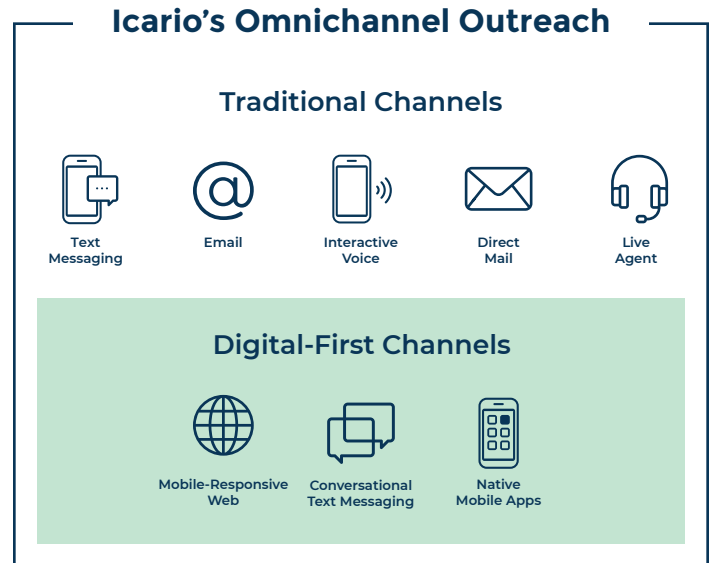 Icario's Omnichannel Outreach
Traditional Channels
Text
Messaging
Email
Interactive
Voice
Direct
Mail
Live
Agent
Digital-First Channels
Mobile-Responsive
Web
Conversational
Text Messaging
Native
Mobile Apps